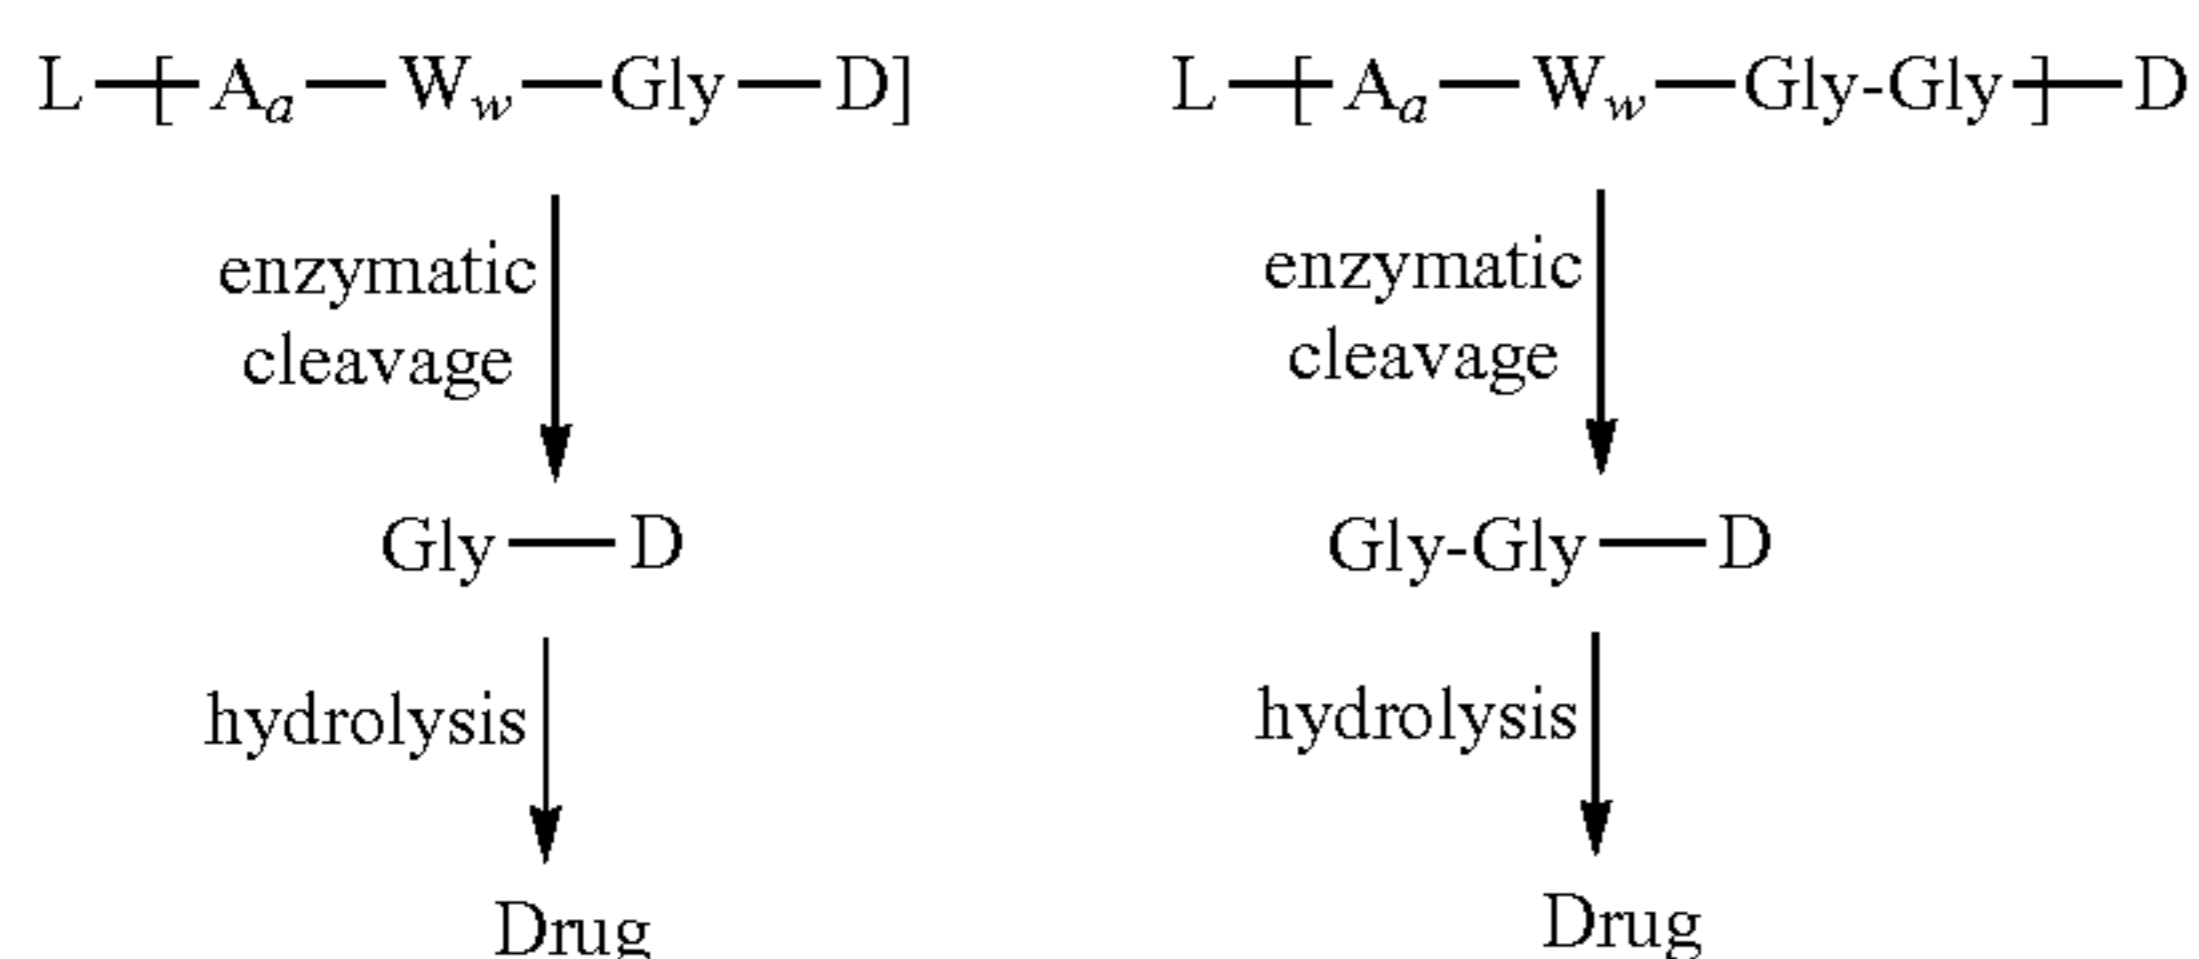 L—[A_a—W_w—Gly—D]
enzymatic
cleavage
Gly—D
hydrolysis
Drug
L—[A_a—W_w—Gly-Gly]—D
enzymatic
cleavage
Gly-Gly—D
hydrolysis
Drug